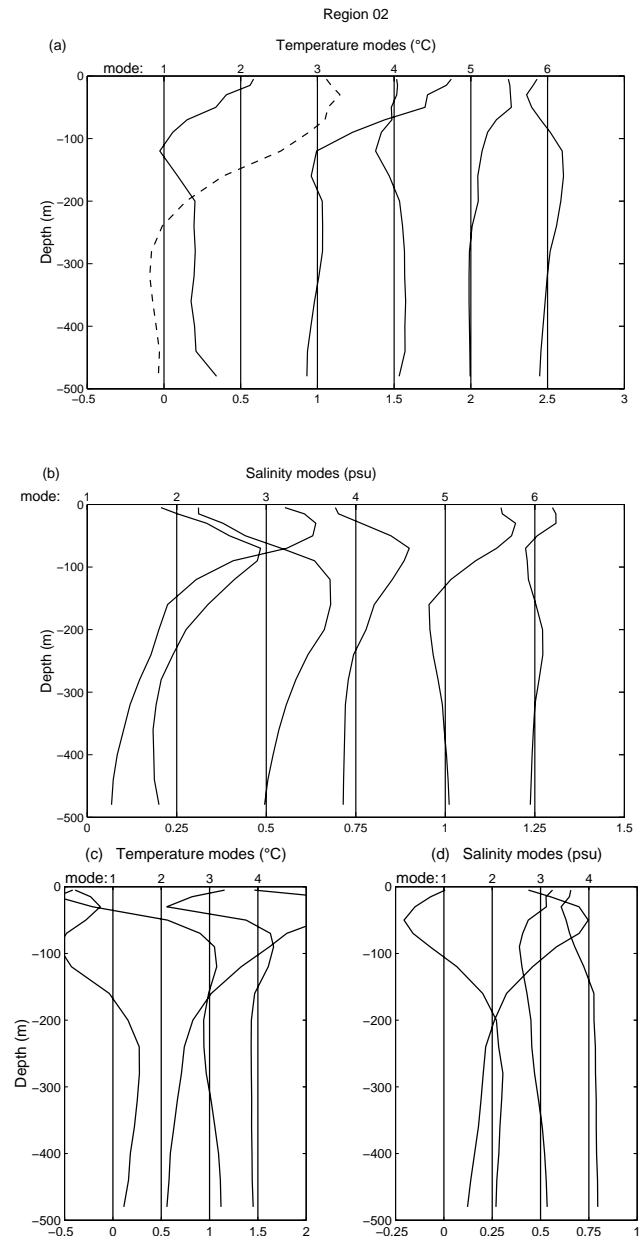 Region 02
(a) Temperature modes (°C)
mode: 1 2 3 4 5 6
0
−100
−200
−300
−400
−500
Depth (m)
−0.5 0 0.5 1 1.5 2 2.5 3
(b) Salinity modes (psu)
mode: 1 2 3 4 5 6
0
−100
−200
−300
−400
−500
Depth (m)
0 0.25 0.5 0.75 1 1.25 1.5
(c) Temperature modes (°C)
mode: 1 2 3 4
0
−100
−200
−300
−400
−500
Depth (m)
−0.5 0 0.5 1 1.5 2
(d) Salinity modes (psu)
mode: 1 2 3 4
0
−100
−200
−300
−400
−500
−0.25 0 0.25 0.5 0.75 1